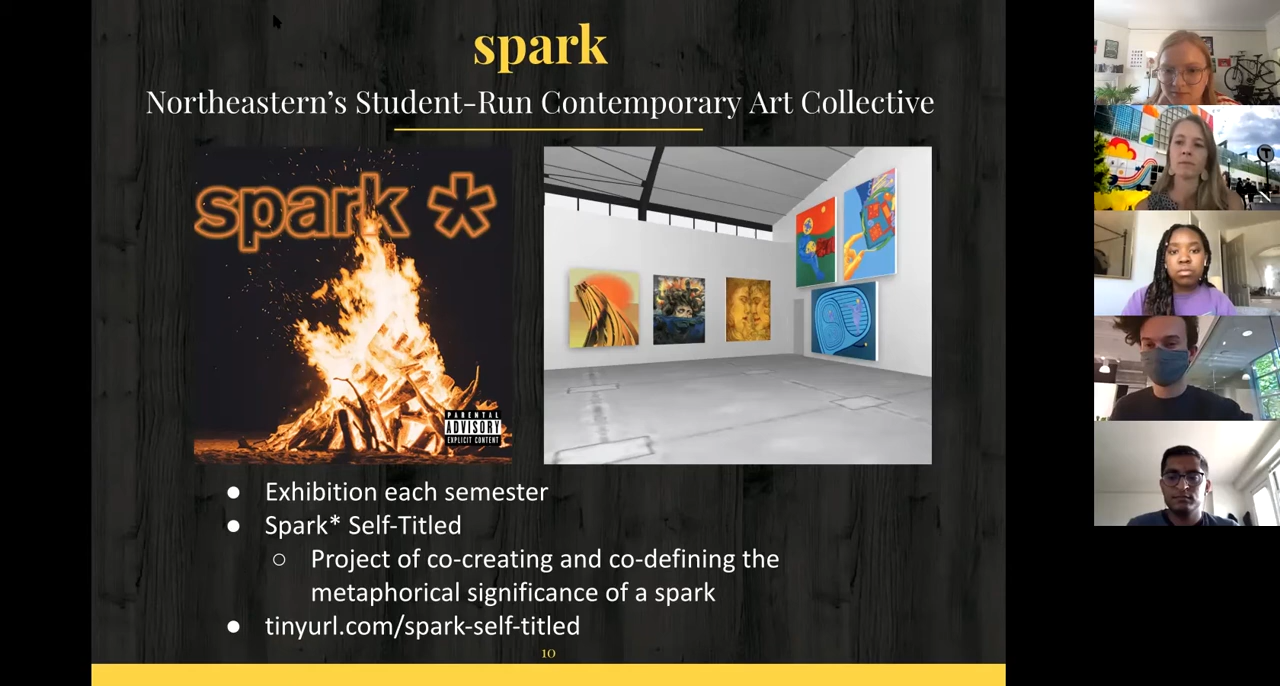 spark
Northeastern's Student-Run Contemporary Art Collective
spark *
PARENTAL
ADVISORY
EXPLICIT CONTENT
● Exhibition each semester
● Spark* Self-Titled
○ Project of co-creating and co-defining the
metaphorical significance of a spark
● tinyurl.com/spark-self-titled
10
T